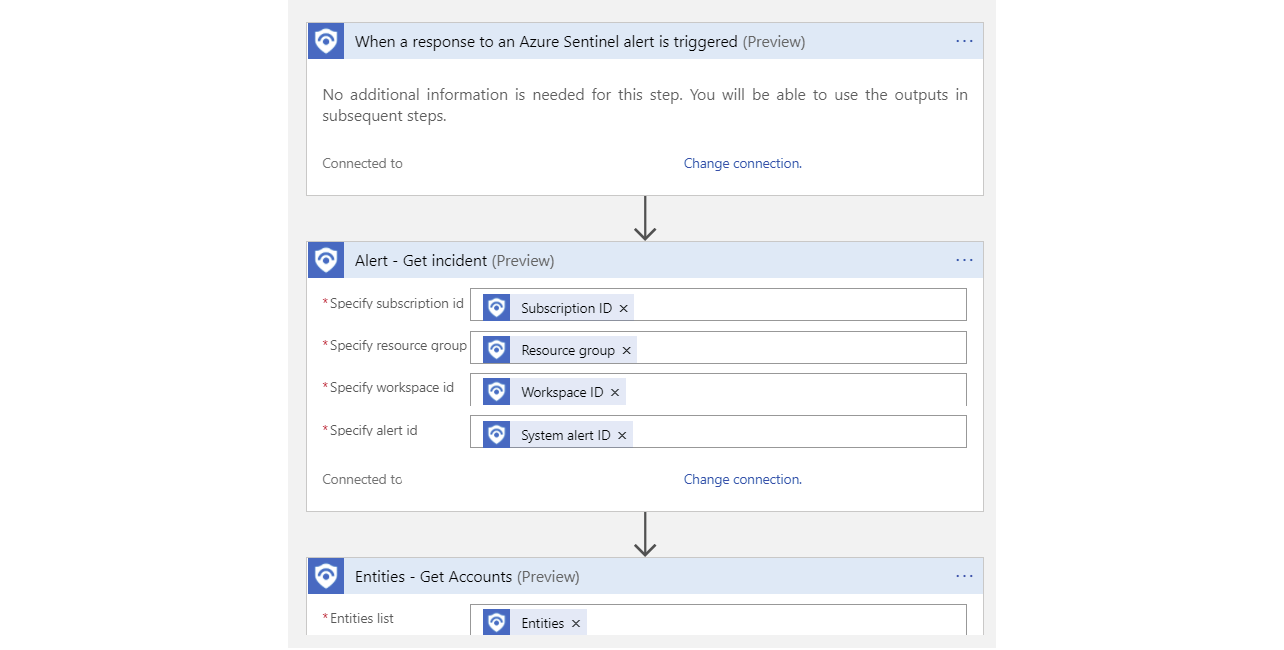 When a response to an Azure Sentinel alert is triggered (Preview)
No additional information is needed for this step. You will be able to use the outputs in
subsequent steps.
Connected to Change connection.
Alert - Get incident (Preview)
*Specify subscription id Subscription ID ×
*Specify resource group Resource group ×
*Specify workspace id Workspace ID ×
*Specify alert id System alert ID ×
Connected to Change connection.
Entities - Get Accounts (Preview)
*Entities list Entities ×